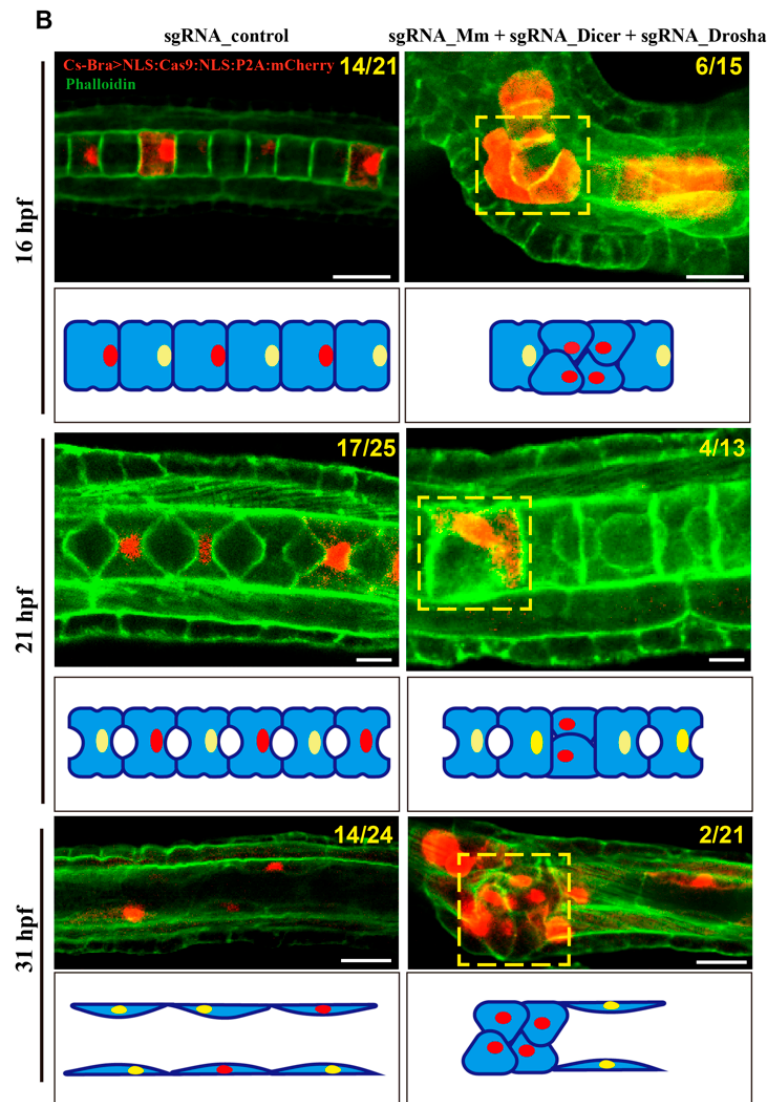 B
sgRNA_control
sgRNA_Mm + sgRNA_Dicer + sgRNA_Drosha
16 hpf
Cs-Bra>NLS:Cas9:NLS:P2A:mCherry
Phalloidin
14/21
6/15
21 hpf
17/25
4/13
31 hpf
14/24
2/21